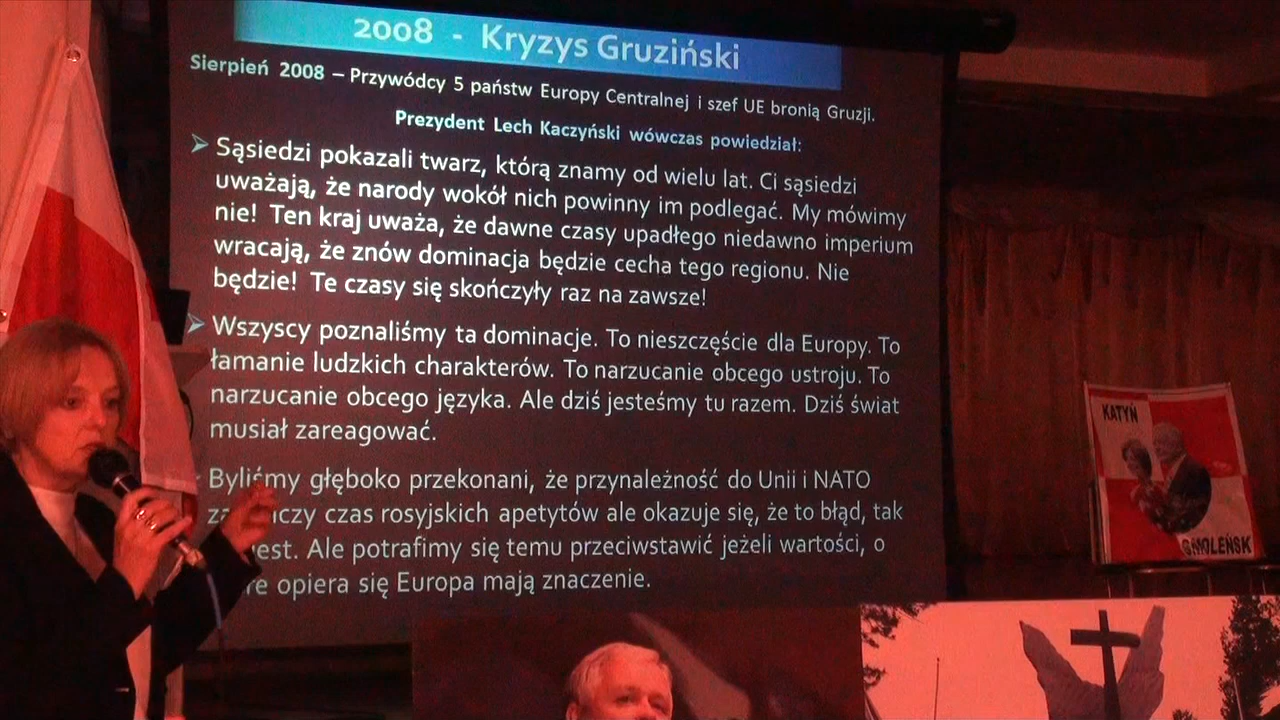 2008 - Kryzys Gruziński
Sierpień 2008 – Przywódcy 5 państw Europy Centralnej i szef UE bronią Gruzji.
Prezydent Lech Kaczyński wówczas powiedział:
Sąsiedzi pokazali twarz, którą znamy od wielu lat. Ci sąsiedzi
uważają, że narody wokół nich powinny im podlegać. My mówimy
nie! Ten kraj uważa, że dawne czasy upadłego niedawno imperium
wracają, że znów dominacja będzie cecha tego regionu. Nie
będzie! Te czasy się skończyły raz na zawsze!
Wszyscy poznaliśmy ta dominacje. To nieszczęście dla Europy. To
łamanie ludzkich charakterów. To narzucanie obcego ustroju. To
narzucanie obcego języka. Ale dziś jesteśmy tu razem. Dziś świat
musiał zareagować.
Byliśmy głęboko przekonani, że przynależność do Unii i NATO
czas rosyjskich apetytów ale okazuje się, że to błąd, tak
est. Ale potrafimy się temu przeciwstawić jeżeli wartości, o
re opiera się Europa mają znaczenie.
KATYŃ
SMOLEŃSK